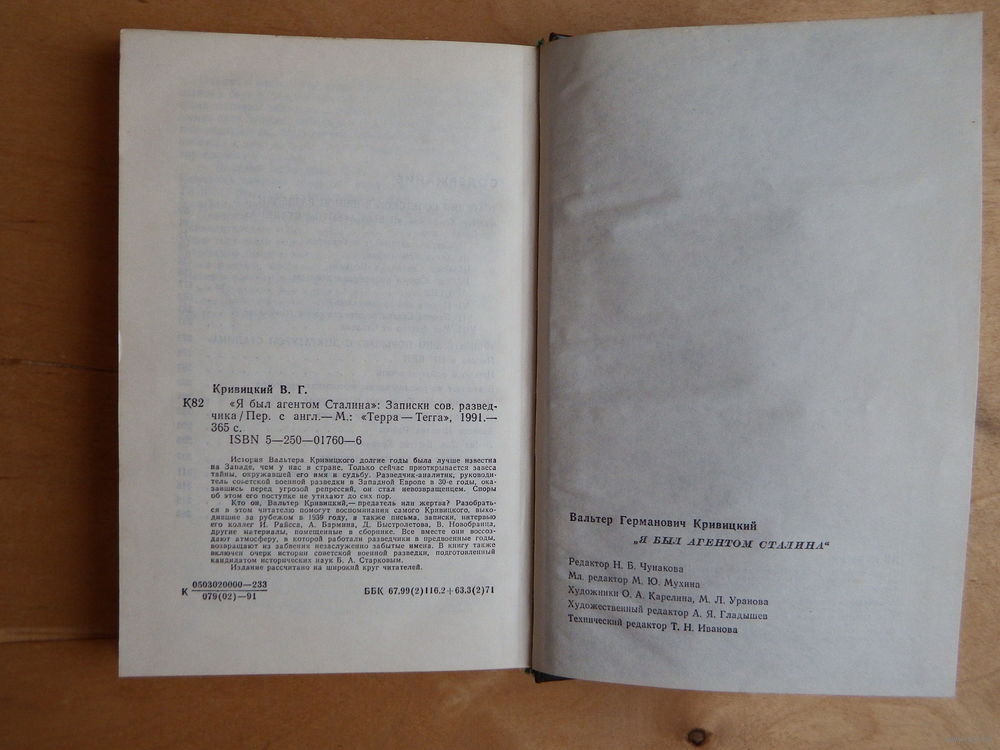 Кривицкий В. Г.
К82 «Я был агентом Сталина»: Записки сов. развед-
чика / Пер. с англ.— М.: «Терра — Terra», 1991.—
365 с.
ISBN 5—250—01760—6
История Вальтера Кривицкого долгие годы была лучше известна
на Западе, чем у нас в стране. Только сейчас приоткрывается завеса
тайны, окружавшей его имя и судьбу. Разведчик-аналитик, руководи-
тель советской военной разведки в Западной Европе в 30-е годы, ока-
завшись перед угрозой репрессий, он стал невозвращенцем. Споры
об этом его поступке не утихают до сих пор.
Кто он, Вальтер Кривицкий,— предатель или жертва? Разобрать-
ся в этом читателю помогут воспоминания самого Кривицкого, выхо-
дившие за рубежом в 1939 году, а также письма, записки, интервью
его коллег И. Райсса, А. Бармина, Д. Быстролетова, В. Новобранца,
другие материалы, помещенные в сборнике. Все вместе они воссоз-
дают атмосферу, в которой работали разведчики в предвоенные годы,
возвращают из забвения незаслуженно забытые имена. В книгу также
включен очерк истории советской военной разведки, подготовленный
кандидатом исторических наук Б. А. Старковым.
Издание рассчитано на широкий круг читателей.
К 0503020000—233
079(02)—91
ББК 67.99(2)116.2+63.3(2)71
Вальтер Германович Кривицкий
„Я БЫЛ АГЕНТОМ СТАЛИНА“
Редактор Н. Б. Чунакова
Мл. редактор М. Ю. Мухина
Художники О. А. Карелина, М. Л. Уранова
Художественный редактор А. Я. Гладышев
Технический редактор Т. Н. Иванова